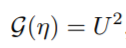 𝒢(η) = U²